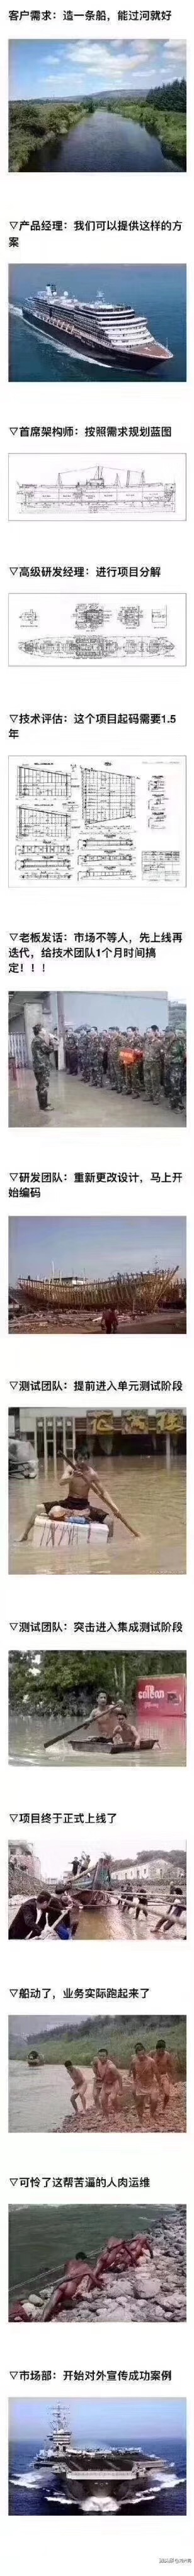 客户需求：造一条船，能过河就好
▽产品经理：我们可以提供这样的方
案
▽首席架构师：按照需求规划蓝图
▽高级研发经理：进行项目分解
▽技术评估：这个项目起码需要1.5
年
▽老板发话：市场不等人，先上线再
迭代，给技术团队1个月时间搞
定！！！
▽研发团队：重新更改设计，马上开
始编码
▽测试团队：提前进入单元测试阶段
▽测试团队：突击进入集成测试阶段
▽项目终于正式上线了
▽船动了，业务实际跑起来了
▽可怜了这帮苦逼的人肉运维
▽市场部：开始对外宣传成功案例